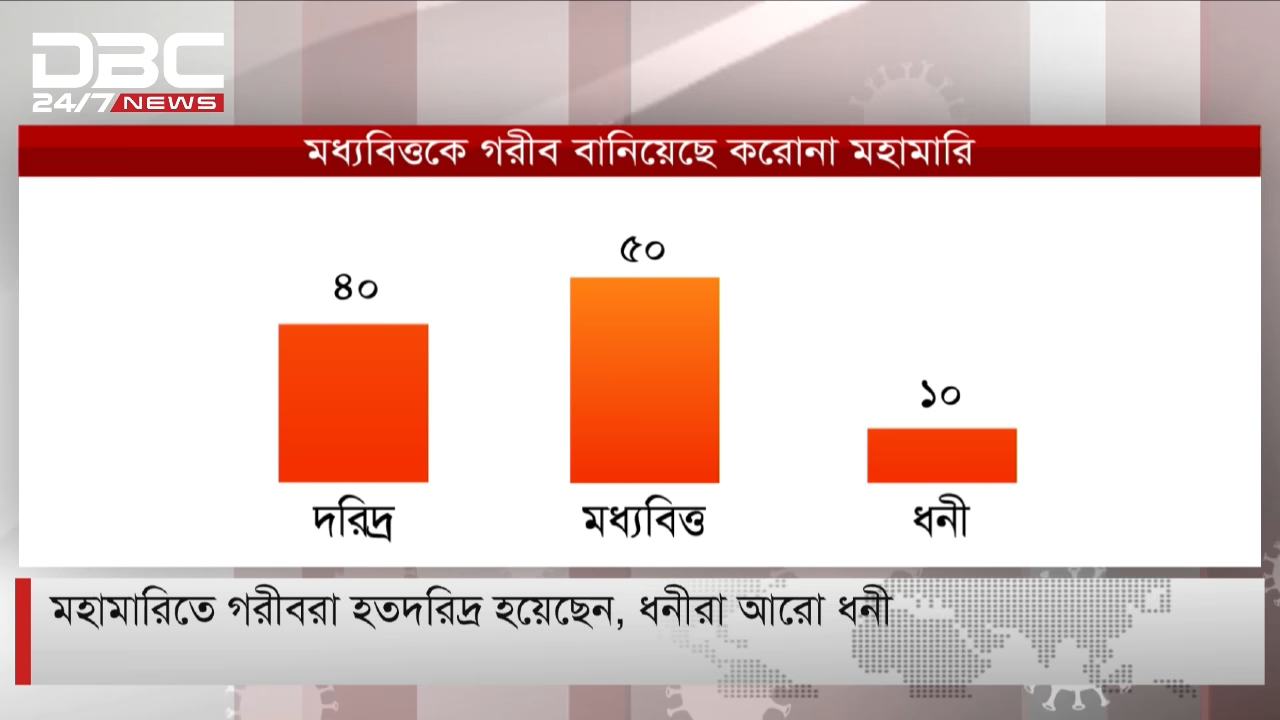 DBC
24/7 NEWS
মধ্যবিত্তকে গরীব বানিয়েছে করোনা মহামারি
৪০
৫০
১০
দরিদ্র
মধ্যবিত্ত
ধনী
মহামারিতে গরীবরা হতদরিদ্র হয়েছেন, ধনীরা আরো ধনী